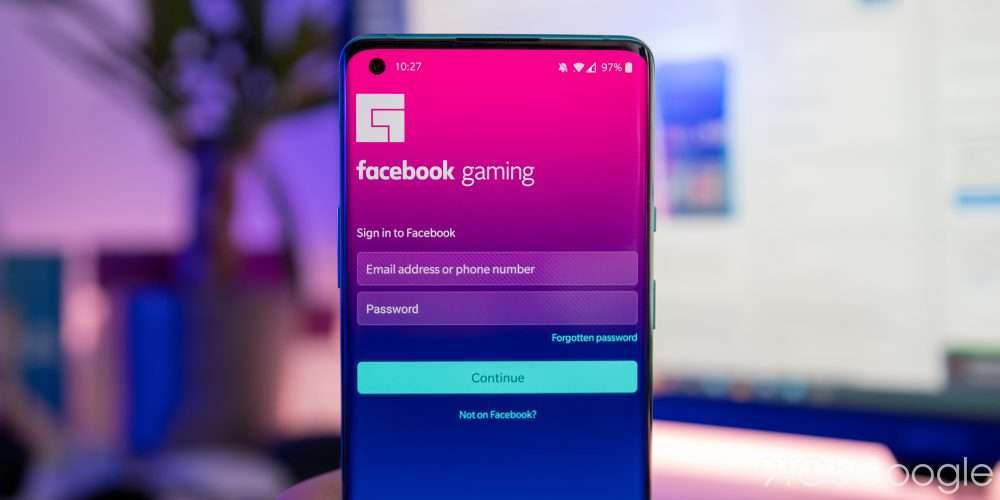 10:27
97%
facebook gaming
Sign in to Facebook
Email address or phone number
Password
Forgotten password
Continue
Not on Facebook?
9TO5Google